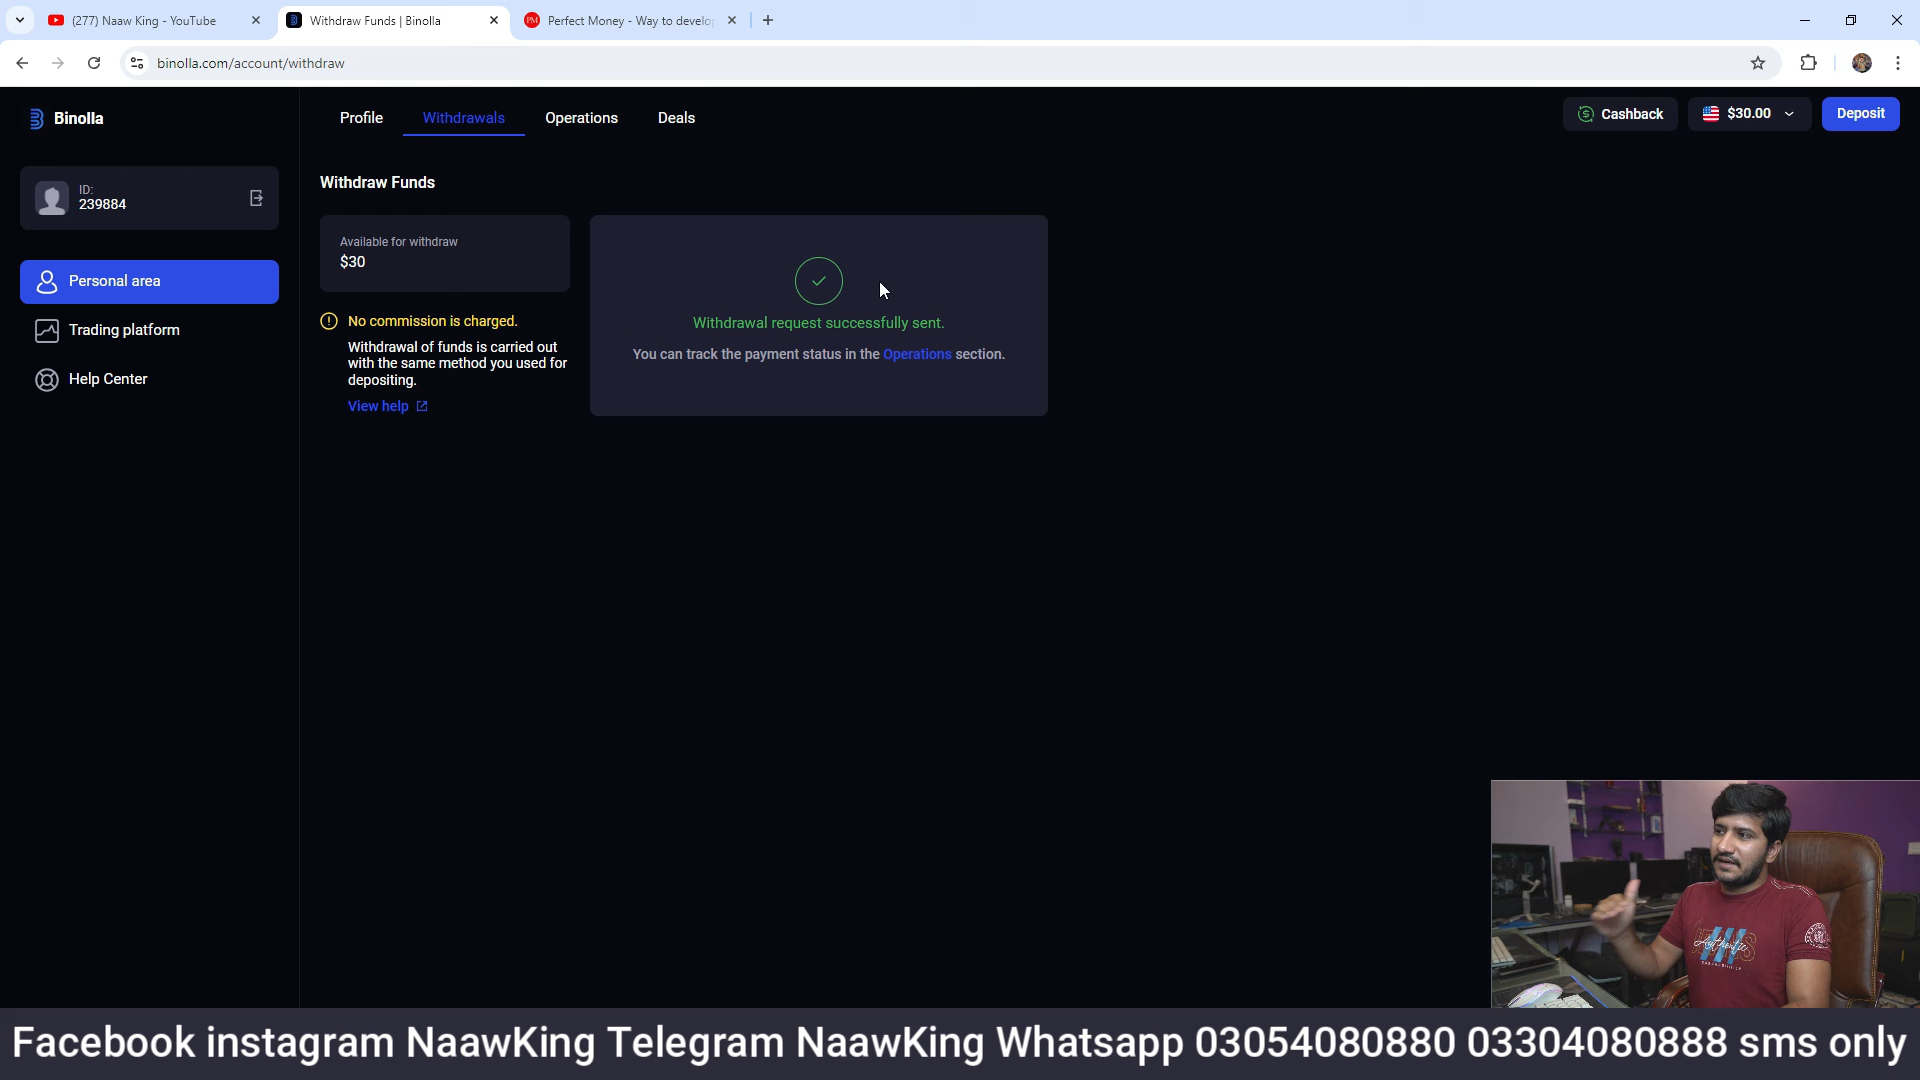 (277) Naaw King - YouTube
Withdraw Funds | Binolla
PM
Perfect Money - Way to develo
binolla.com/account/withdraw
Binolla
Profile
Withdrawals
Operations
Deals
Cashback
$30.00
Deposit
ID:
239884
Personal area
Trading platform
Help Center
Withdraw Funds
Available for withdraw
$30
No commission is charged.
Withdrawal of funds is carried out
with the same method you used for
depositing.
View help
Withdrawal request successfully sent.
You can track the payment status in the Operations section.
Authentic
Facebook instagram NaawKing Telegram NaawKing Whatsapp 03054080880 03304080888 sms only